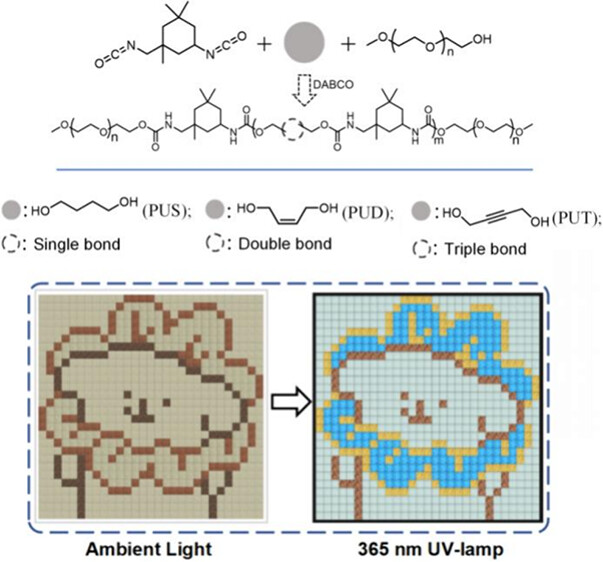 O=C=N N=C=O + + O O n OH
DABCO
O O n O O N H N H O O O O N H N H O m O O n O
: HO OH (PUS); : HO OH (PUD); : HO OH (PUT);
: Single bond : Double bond : Triple bond
Ambient Light 365 nm UV-lamp